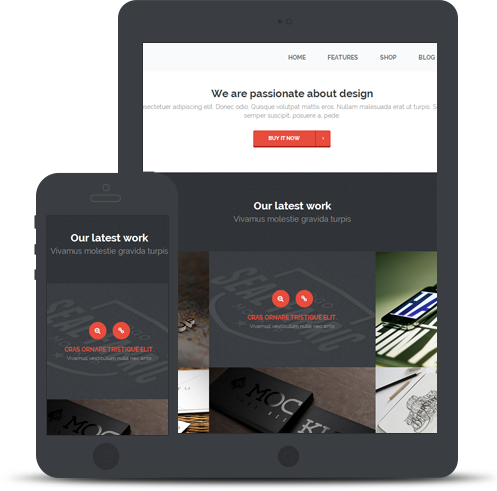 HOME FEATURES SHOP BLOG
We are passionate about design
sectetuer adipiscing elit. Donec odio. Quisque volutpat mattis eros. Nullam malesuada erat ut turpis. S
semper suscipit, posuere a, pede.
BUY IT NOW
Our latest work
Vivamus molestie gravida turpis
CRAS ORNARE TRISTIQUE ELIT.
Vivamus vestibulum nulla nec ante.
MOCK
Our latest work
Vivamus molestie gravida turpis
CRAS ORNARE TRISTIQUE ELIT.
Vivamus vestibulum nulla nec ante.
MOCK